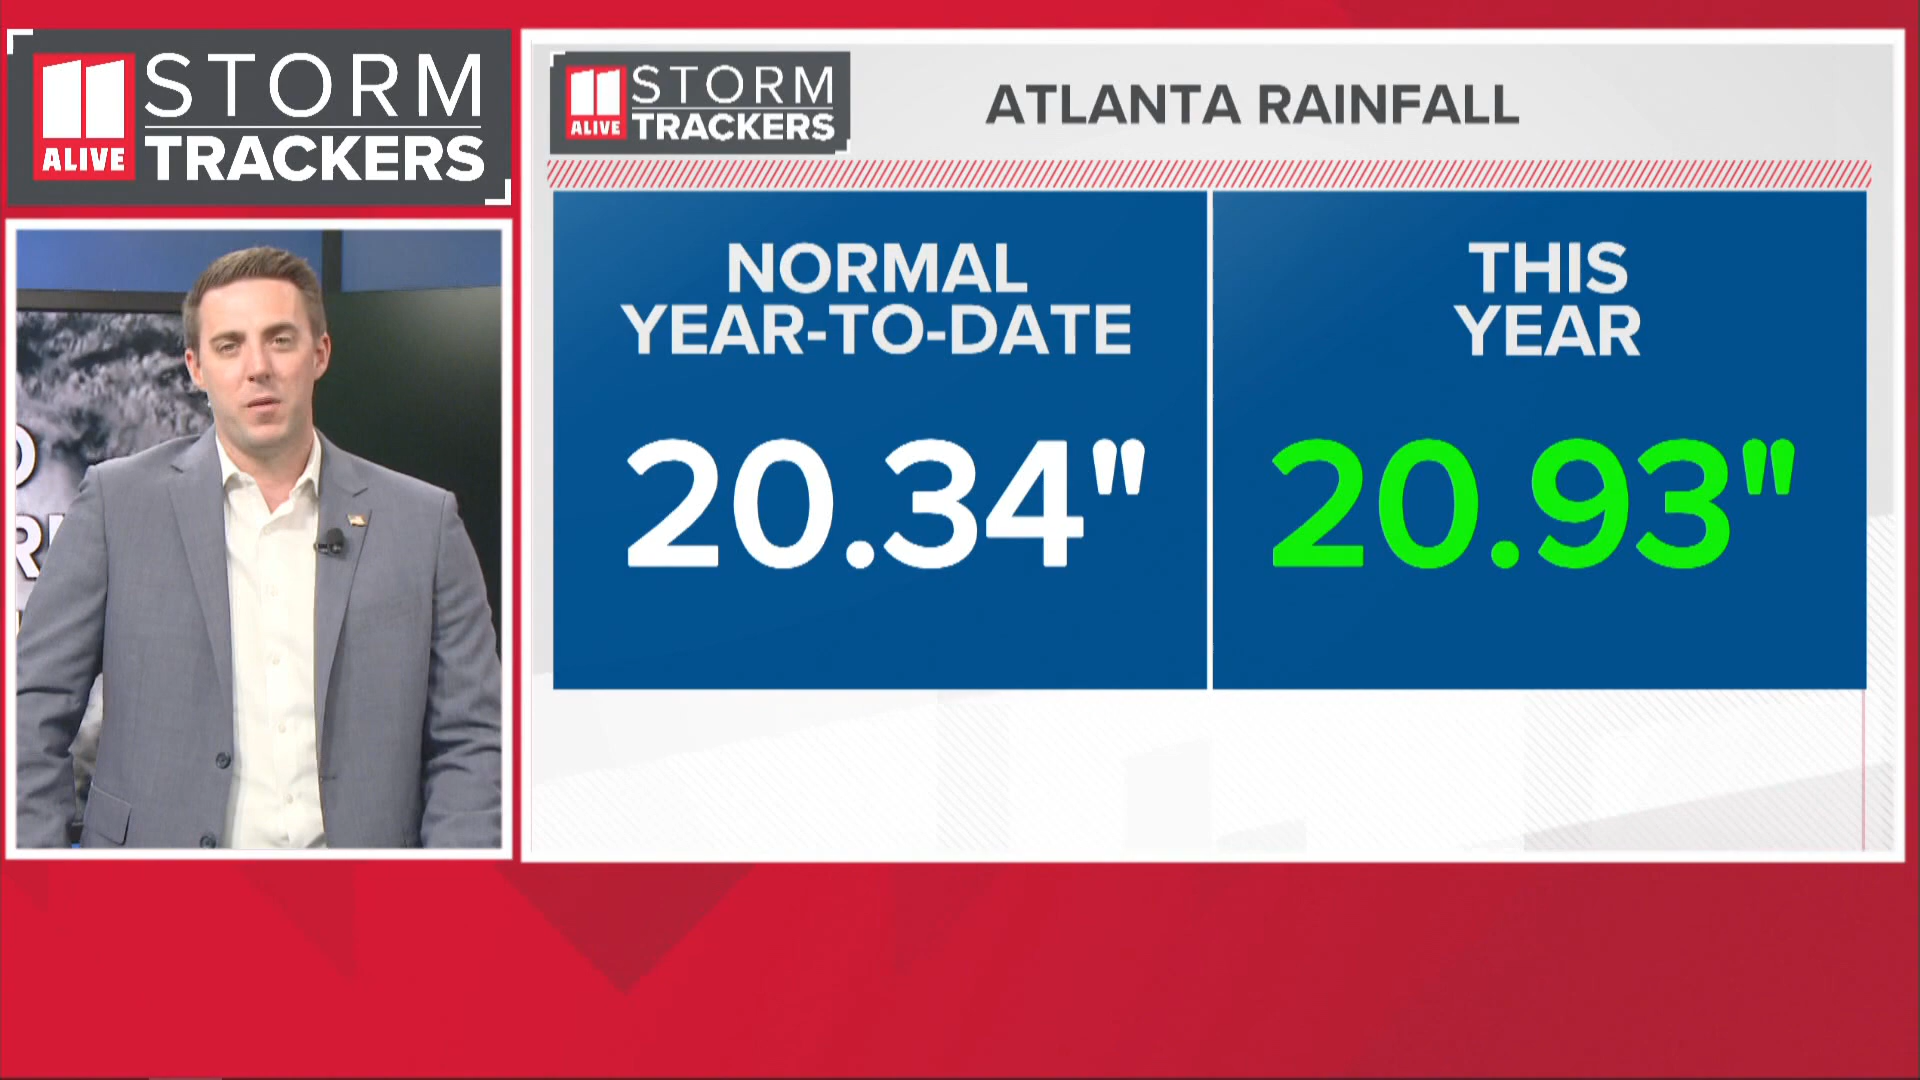 11
ALIVE
STORM
TRACKERS
11
ALIVE
STORM
TRACKERS
ATLANTA RAINFALL
NORMAL
YEAR-TO-DATE
20.34"
THIS
YEAR
20.93"